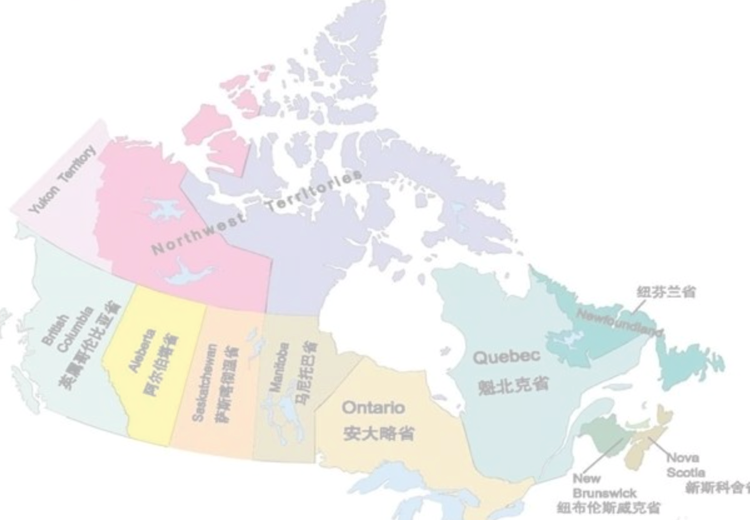 Yukon Territory
Northwest Territories
British
Columbia
英属哥伦比亚省
Aleberta
阿尔伯塔省
Saskatchewan
萨斯喀彻温省
Manitoba
马尼托巴省
Ontario
安大略省
Quebec
魁北克省
纽芬兰省
Newfoundland
New
Brunswick
纽布伦斯威克省
Nova
Scotia
新斯科舍省